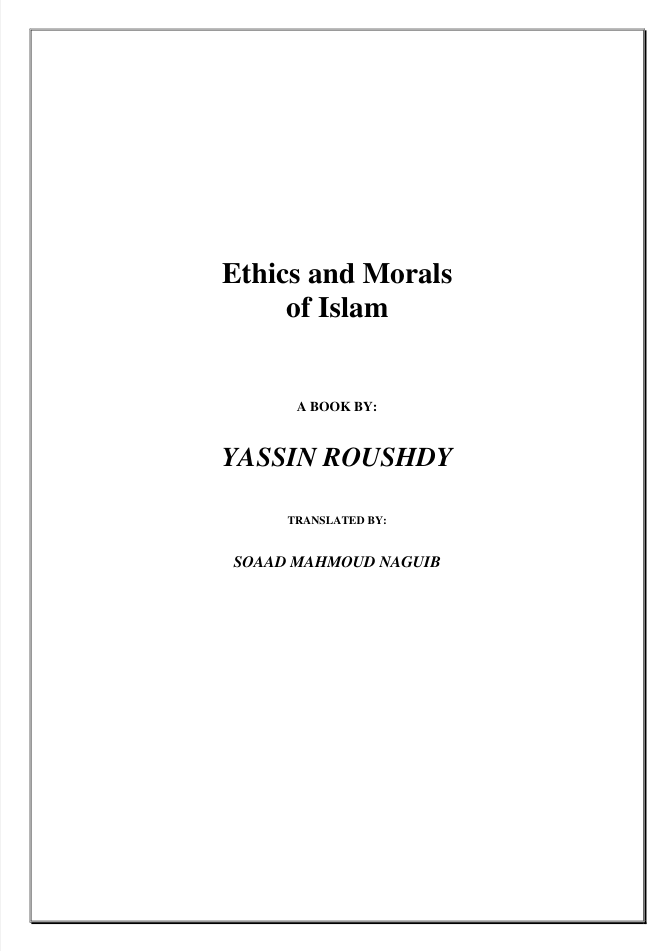 Ethics and Morals
of Islam
A BOOK BY:
YASSIN ROUSHDY
TRANSLATED BY:
SOAAD MAHMOUD NAGUIB